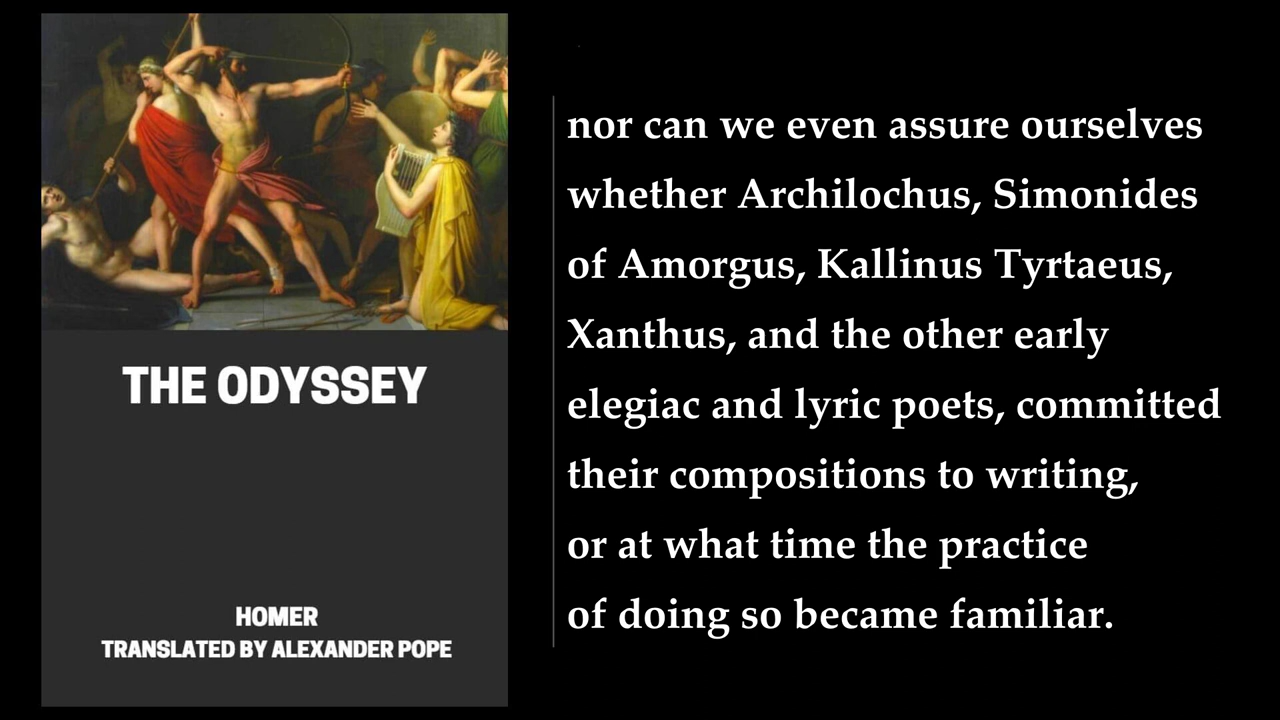 THE ODYSSEY
HOMER
TRANSLATED BY ALEXANDER POPE
nor can we even assure ourselves
whether Archilochus, Simonides
of Amorgus, Kallinus Tyrtaeus,
Xanthus, and the other early
elegiac and lyric poets, committed
their compositions to writing,
or at what time the practice
of doing so became familiar.